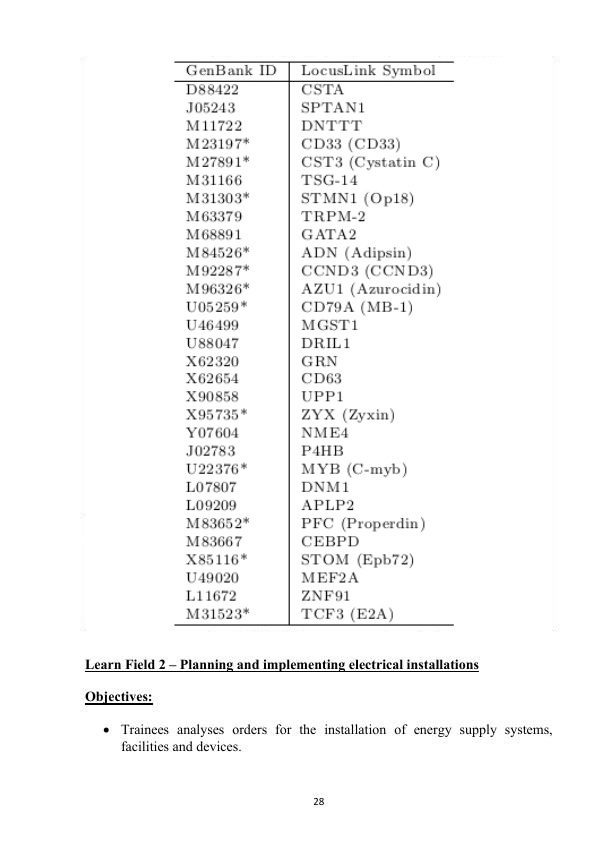 GenBank ID LocusLink Symbol
D88422 CSTA
J05243 SPTAN1
M11722 DNTTT
M23197* CD33 (CD33)
M27891* CST3 (Cystatin C)
M31166 TSG-14
M31303* STMN1 (Op18)
M63379 TRPM-2
M68891 GATA2
M84526* ADN (Adipsin)
M92287* CCND3 (CCND3)
M96326* AZU1 (Azurocidin)
U05259* CD79A (MB-1)
U46499 MGST1
U88047 DRIL1
X62320 GRN
X62654 CD63
X90858 UPP1
X95735* ZYX (Zyxin)
Y07604 NME4
J02783 P4HB
U22376* MYB (C-myb)
L07807 DNM1
L09209 APLP2
M83652* PFC (Properdin)
M83667 CEBPD
X85116* STOM (Epb72)
U49020 MEF2A
L11672 ZNF91
M31523* TCF3 (E2A)
Learn Field 2 – Planning and implementing electrical installations
Objectives:
• Trainees analyses orders for the installation of energy supply systems,
facilities and devices.
28